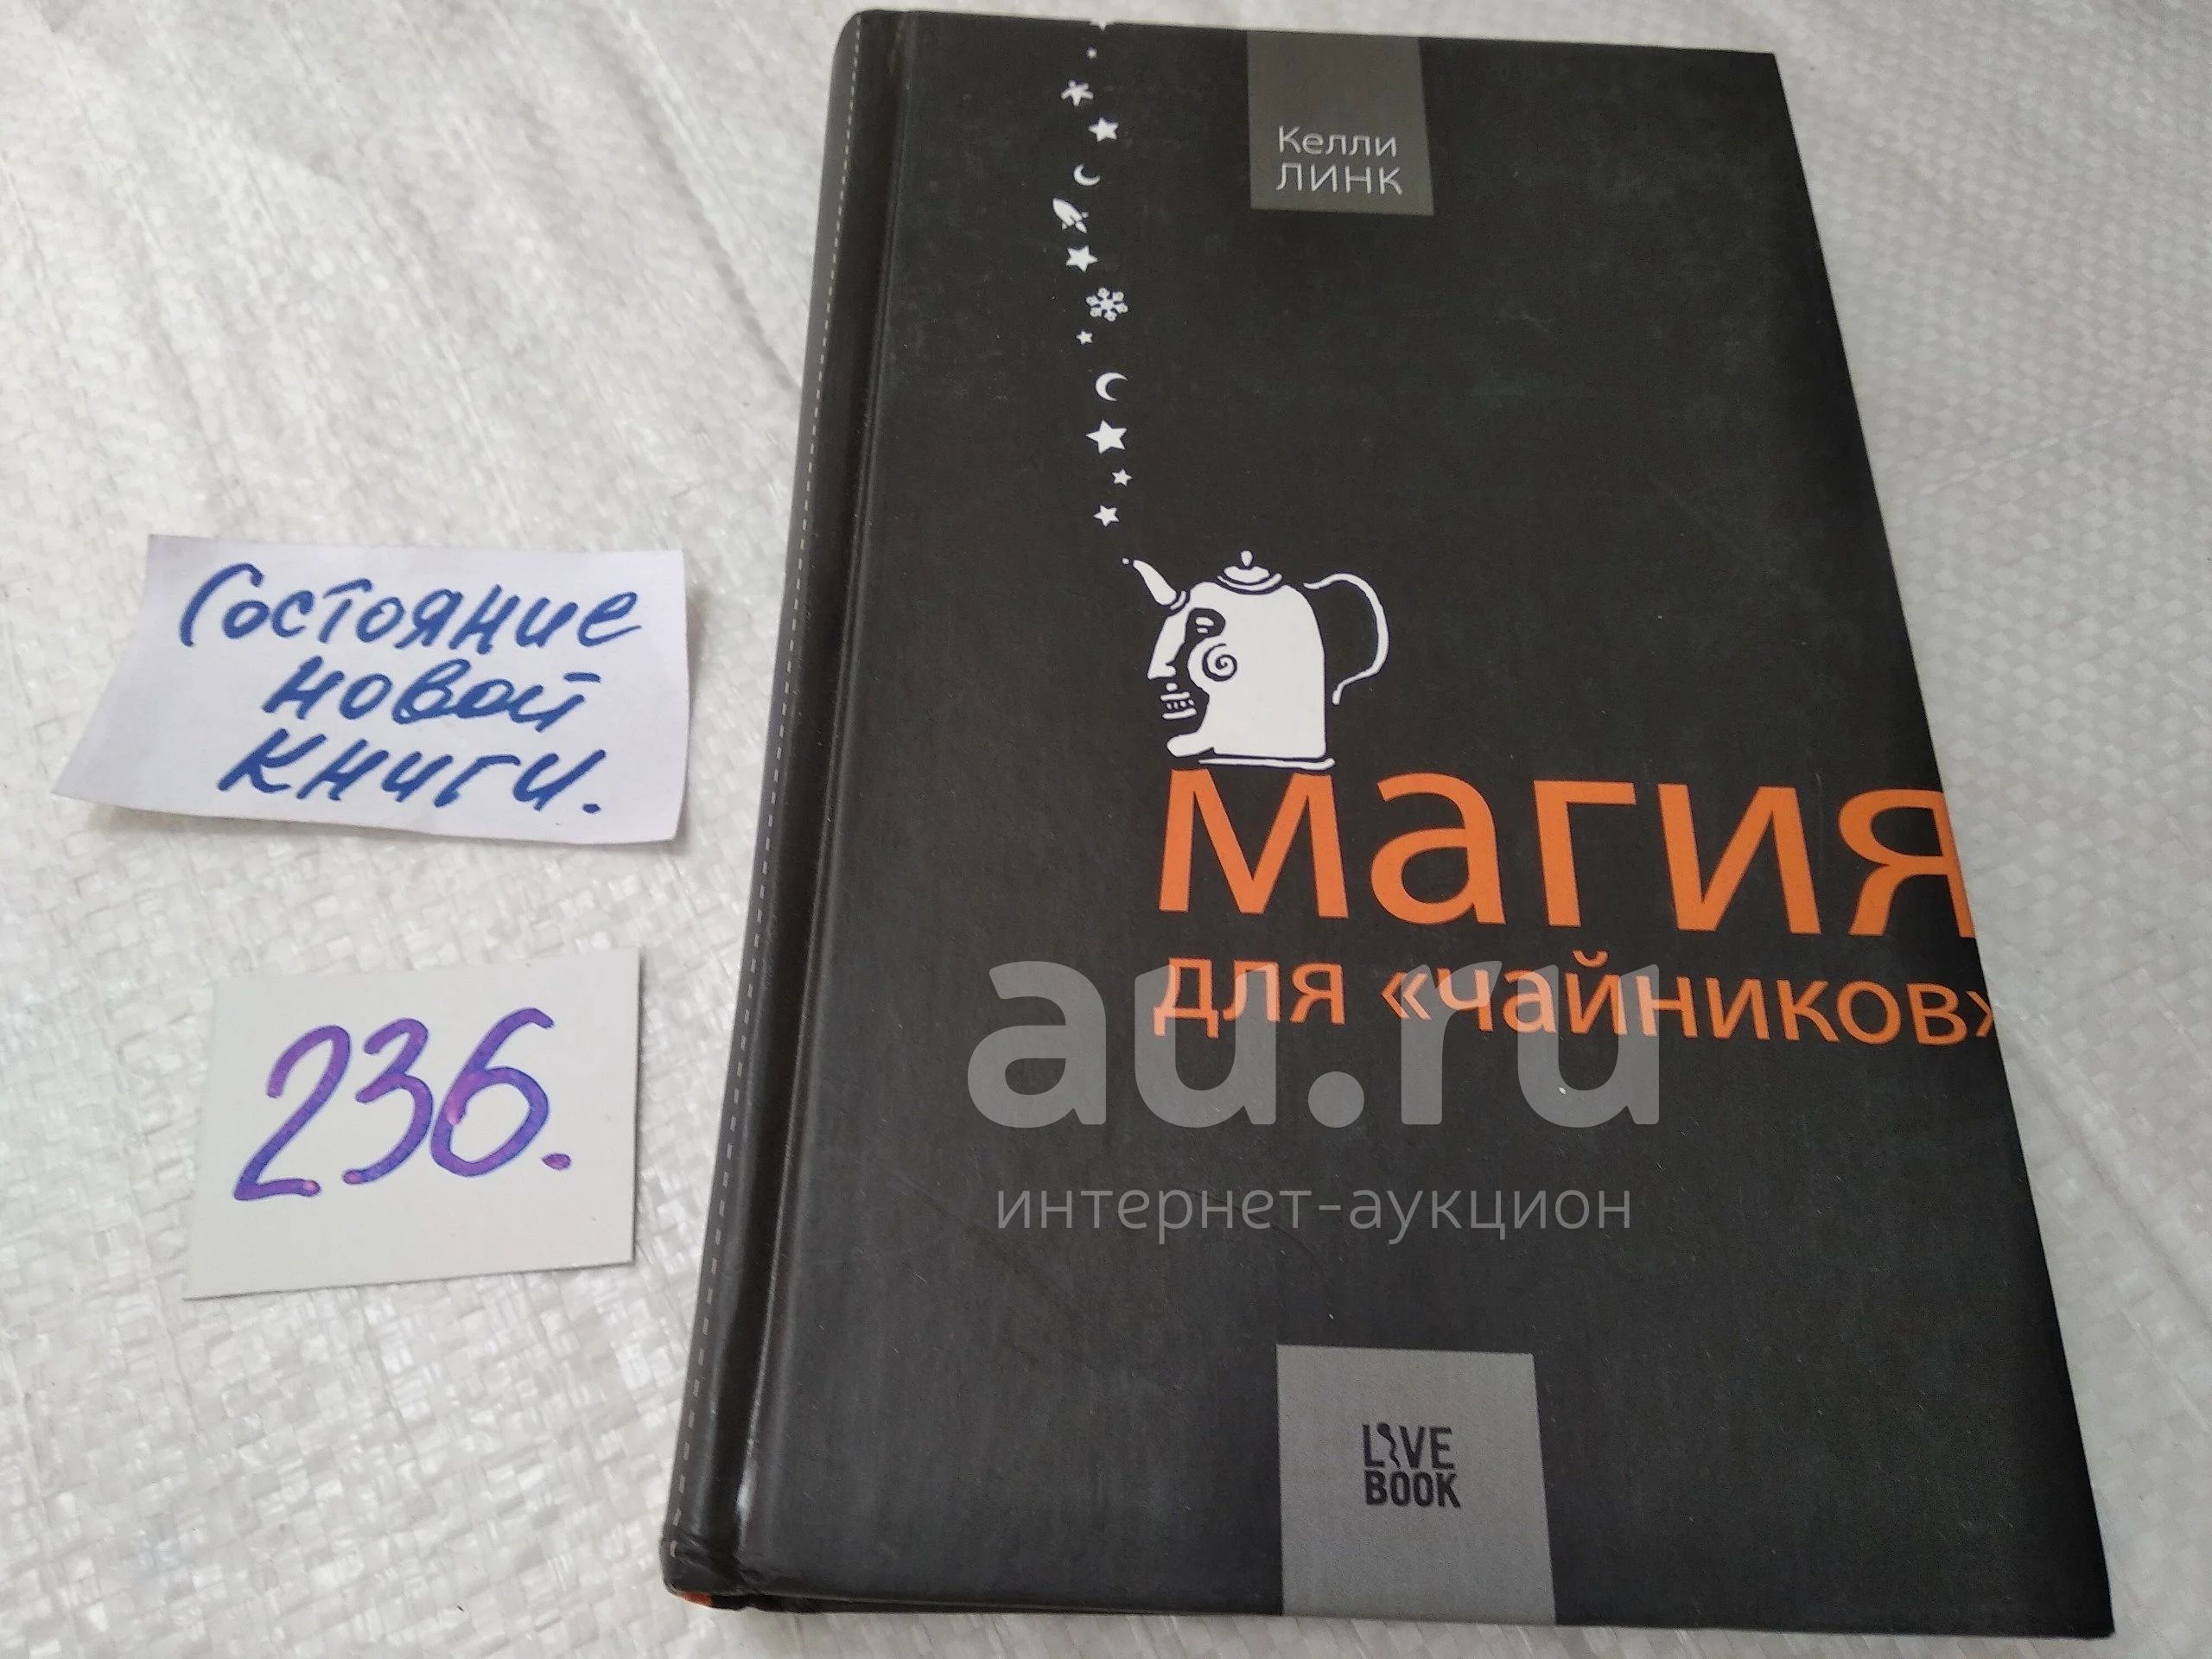 Келли
ЛИНК
Состояние
новой
книги.
236.
магия
для «чайников»
au.ru
интернет-аукцион
LIVE
BOOK